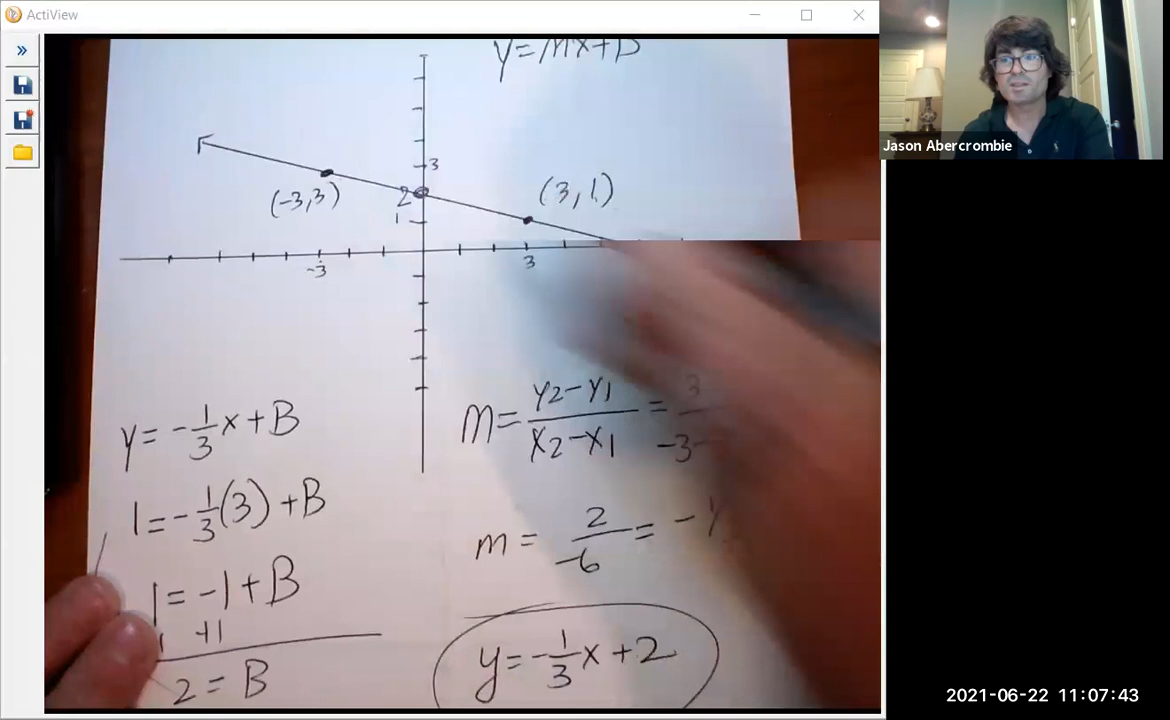 ActiView
y=mx+B
3
(-3,3)
2
(3,1)
1
-3
3
y=-1/3x+B
m=Y2-Y1/X2-X1=3/-3-
1=-1/3(3)+B
m=2/-6=-1/
1=-1+B
+1
2=B
y=-1/3x+2
Jason Abercrombie
2021-06-22 11:07:43